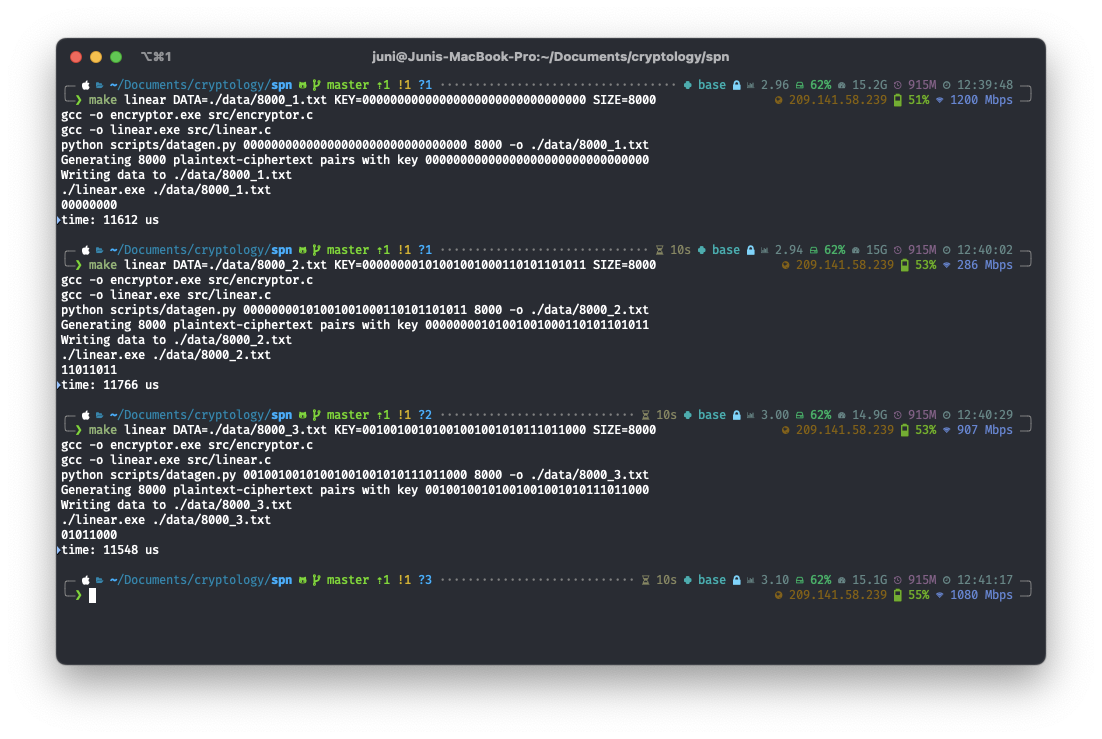 ⌥⌘1 juni@Junis-MacBook-Pro:~/Documents/cryptology/spn
~/Documents/cryptology/spn master ↑1 !1 ?1 base 2.96 62% 15.2G 915M 12:39:48
❯ make linear DATA=./data/8000_1.txt KEY=00000000000000000000000000000000 SIZE=8000 209.141.58.239 51% 1200 Mbps
gcc -o encryptor.exe src/encryptor.c
gcc -o linear.exe src/linear.c
python scripts/datagen.py 00000000000000000000000000000000 8000 -o ./data/8000_1.txt
Generating 8000 plaintext-ciphertext pairs with key 00000000000000000000000000000000
Writing data to ./data/8000_1.txt
./linear.exe ./data/8000_1.txt
00000000
time: 11612 us
~/Documents/cryptology/spn master ↑1 !1 ?1 10s base 2.94 62% 15G 915M 12:40:02
❯ make linear DATA=./data/8000_2.txt KEY=00000000101001001000110101101011 SIZE=8000 209.141.58.239 53% 286 Mbps
gcc -o encryptor.exe src/encryptor.c
gcc -o linear.exe src/linear.c
python scripts/datagen.py 00000000101001001000110101101011 8000 -o ./data/8000_2.txt
Generating 8000 plaintext-ciphertext pairs with key 00000000101001001000110101101011
Writing data to ./data/8000_2.txt
./linear.exe ./data/8000_2.txt
11011011
time: 11766 us
~/Documents/cryptology/spn master ↑1 !1 ?2 10s base 3.00 62% 14.9G 915M 12:40:29
❯ make linear DATA=./data/8000_3.txt KEY=00100100101001001001010111011000 SIZE=8000 209.141.58.239 53% 907 Mbps
gcc -o encryptor.exe src/encryptor.c
gcc -o linear.exe src/linear.c
python scripts/datagen.py 00100100101001001001010111011000 8000 -o ./data/8000_3.txt
Generating 8000 plaintext-ciphertext pairs with key 00100100101001001001010111011000
Writing data to ./data/8000_3.txt
./linear.exe ./data/8000_3.txt
01011000
time: 11548 us
~/Documents/cryptology/spn master ↑1 !1 ?3 10s base 3.10 62% 15.1G 915M 12:41:17
❯ 209.141.58.239 55% 1080 Mbps